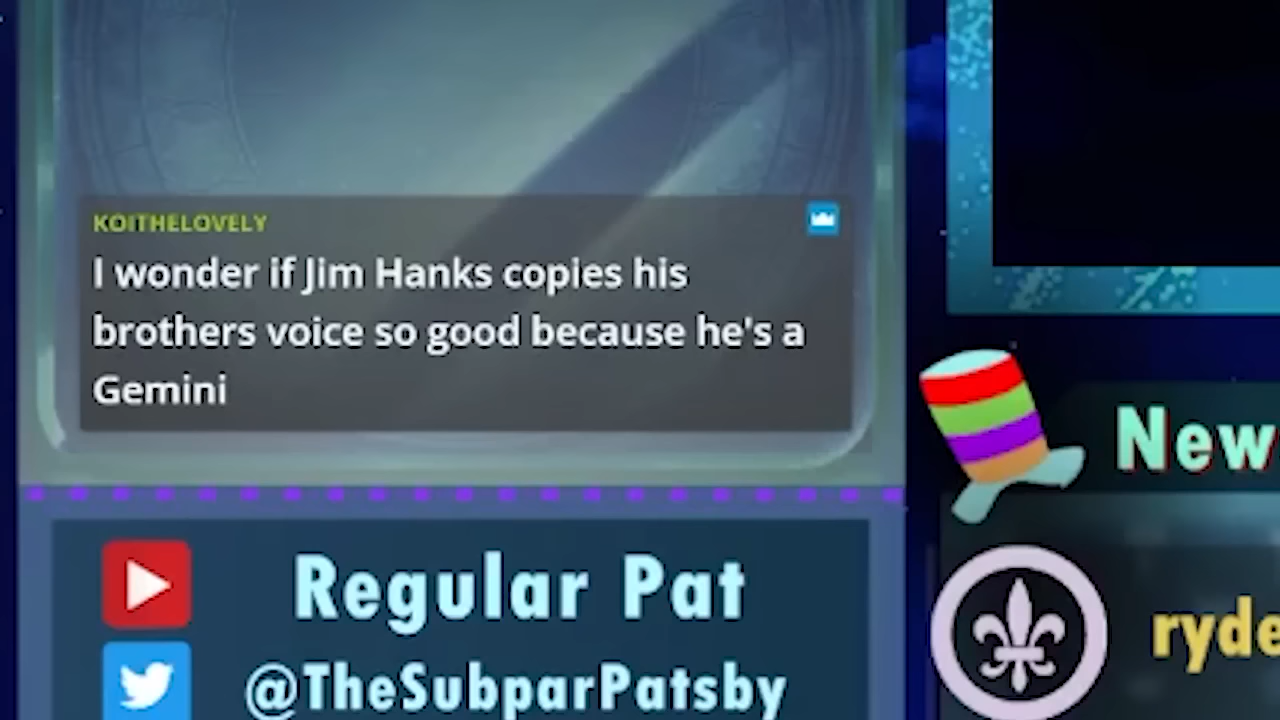 KOITHELOVELY
I wonder if Jim Hanks copies his
brothers voice so good because he's a
Gemini
Regular Pat
@TheSubparPatsby
New
ryde